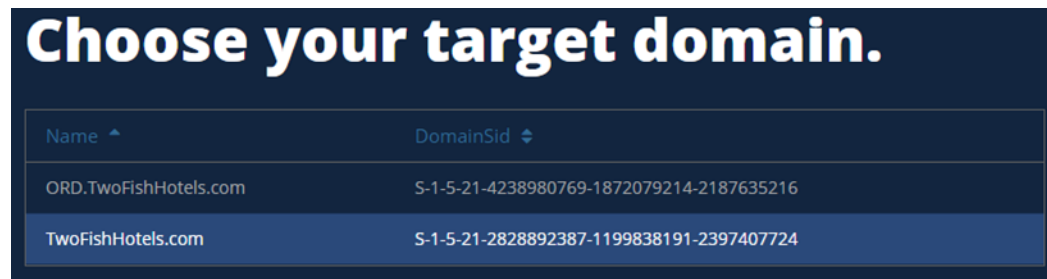 Choose your target domain.
Name DomainSid
ORD.TwoFishHotels.com S-1-5-21-4238980769-1872079214-2187635216
TwoFishHotels.com S-1-5-21-2828892387-1199838191-2397407724